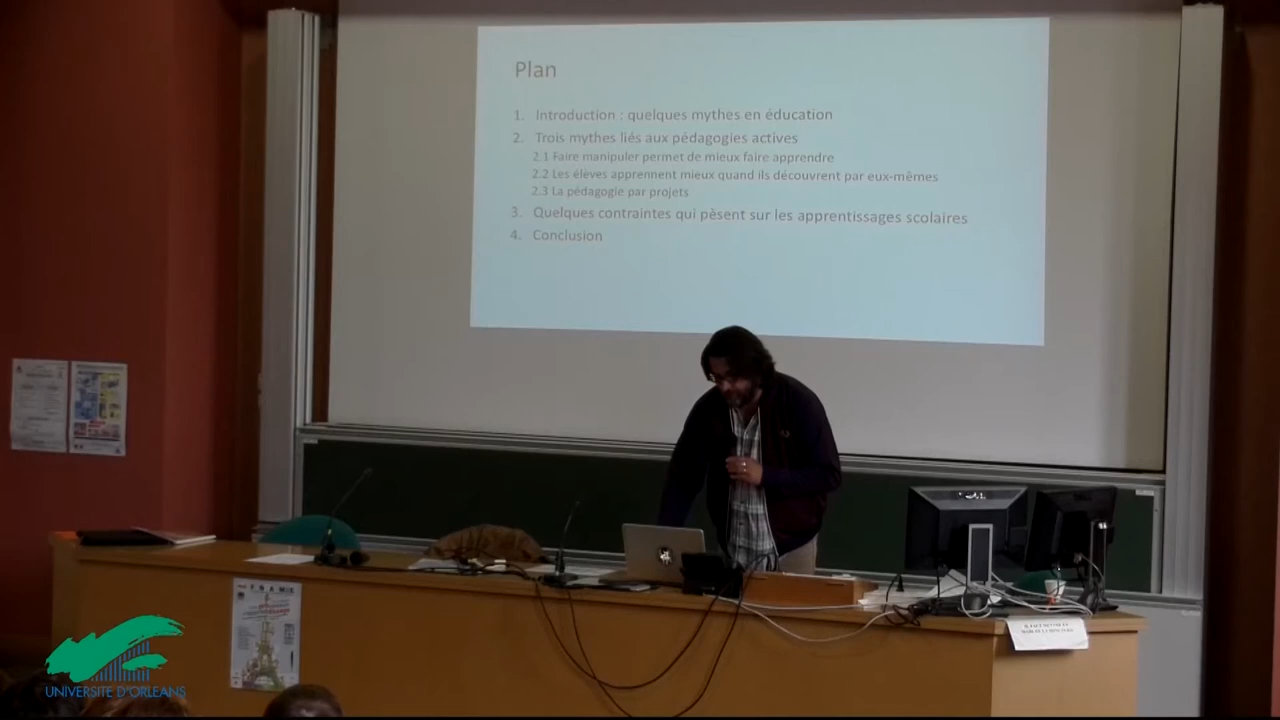 Plan
1. Introduction : quelques mythes en éducation
2. Trois mythes liés aux pédagogies actives
2.1 Faire manipuler permet de mieux faire apprendre
2.2 Les élèves apprennent mieux quand ils découvrent par eux-mêmes
2.3 La pédagogie par projets
3. Quelques contraintes qui pèsent sur les apprentissages scolaires
4. Conclusion
UNIVERSITE D'ORLEANS